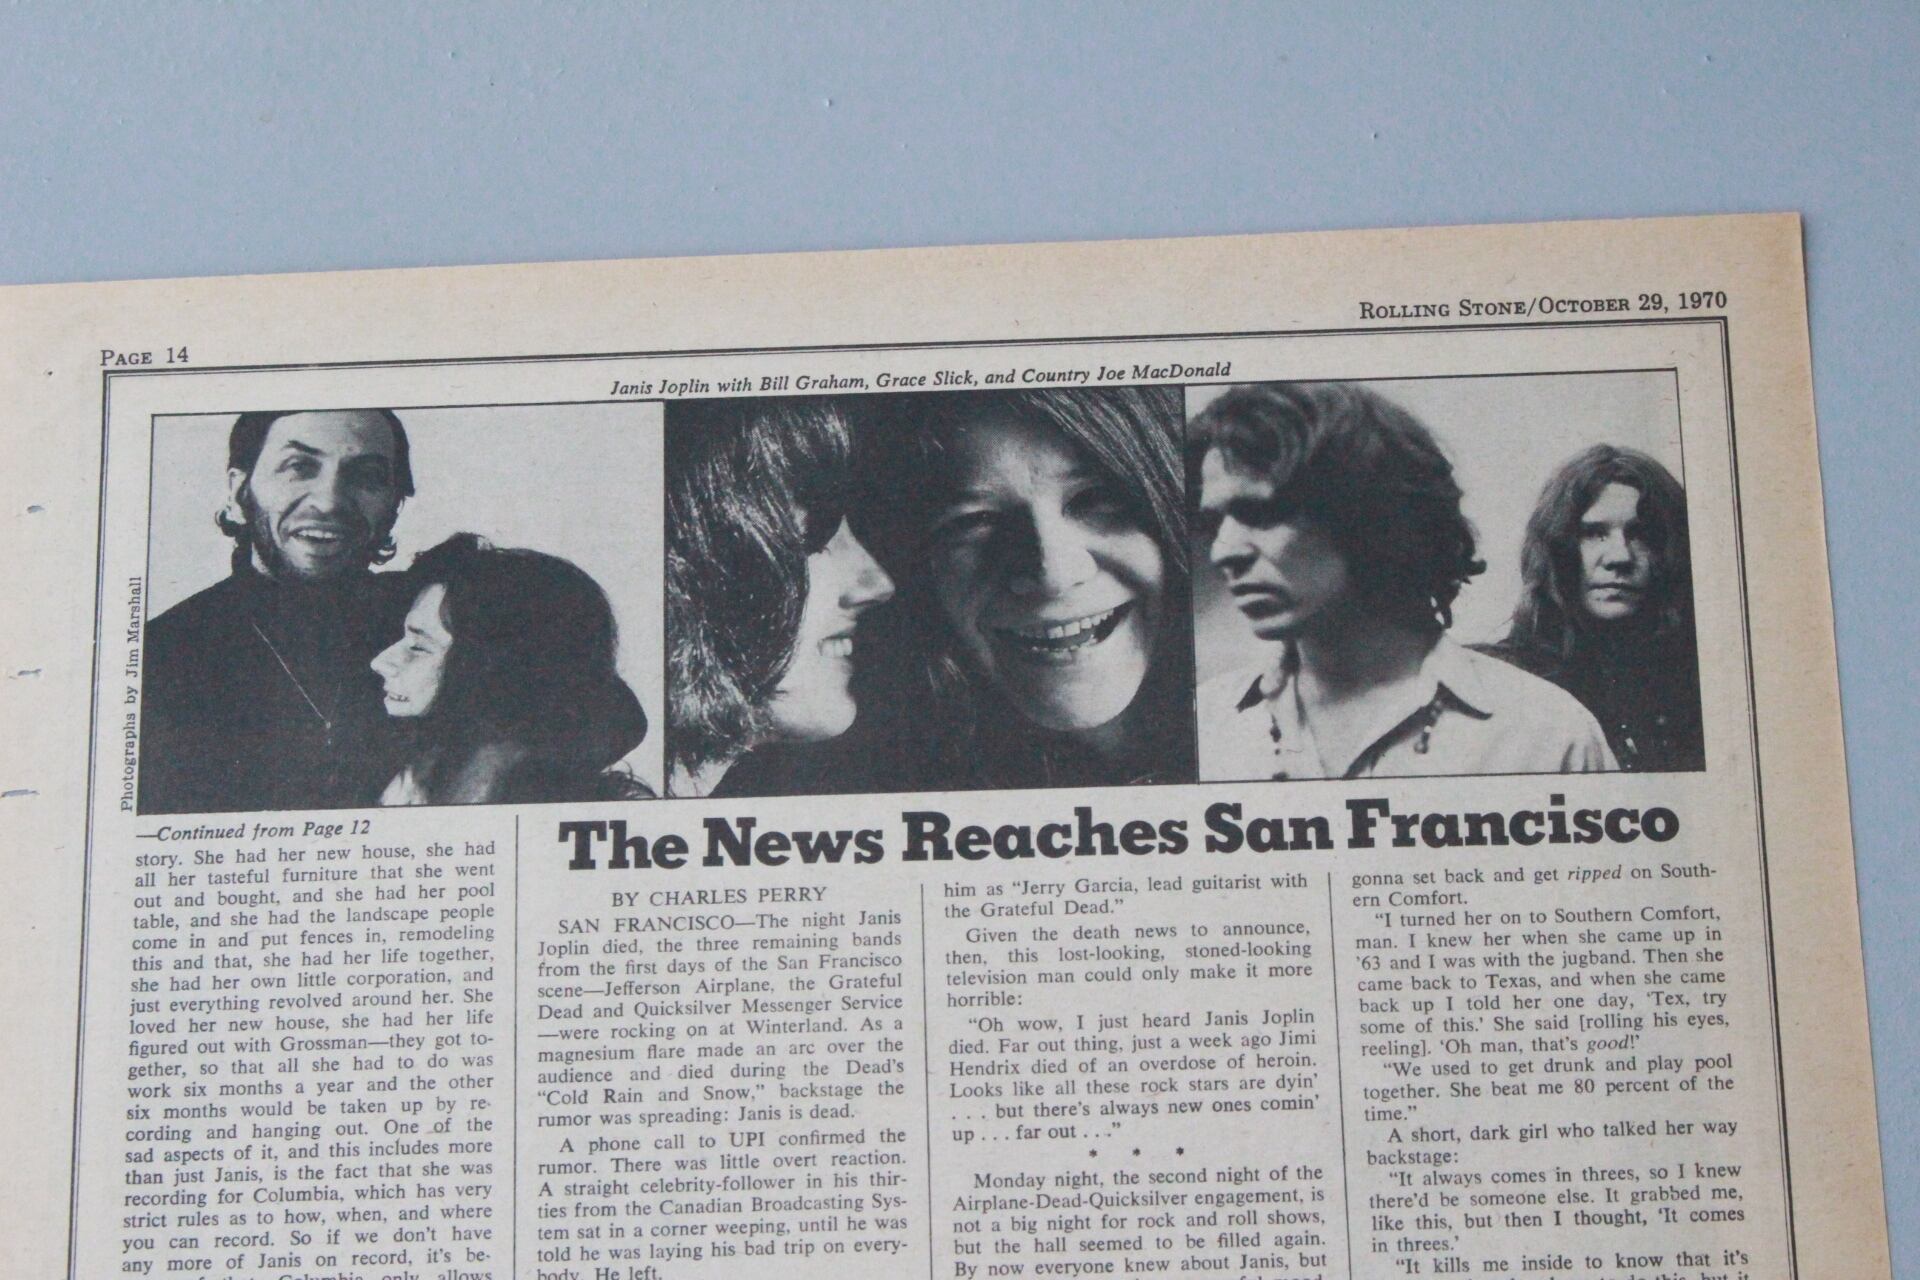 PAGE 14
ROLLING STONE/OCTOBER 29, 1970
Janis Joplin with Bill Graham, Grace Slick, and Country Joe MacDonald
Photographs by Jim Marshall
—Continued from Page 12
story. She had her new house, she had
all her tasteful furniture that she went
out and bought, and she had her pool
table, and she had the landscape people
come in and put fences in, remodeling
this and that, she had her life together,
she had her own little corporation, and
just everything revolved around her. She
loved her new house, she had her life
figured out with Grossman—they got to-
gether, so that all she had to do was
work six months a year and the other
six months would be taken up by re-
cording and hanging out. One of the
sad aspects of it, and this includes more
than just Janis, is the fact that she was
recording for Columbia, which has very
strict rules as to how, when, and where
you can record. So if we don't have
any more of Janis on record, it's be-
Columbia only allows
The News Reaches San Francisco
BY CHARLES PERRY
SAN FRANCISCO—The night Janis
Joplin died, the three remaining bands
from the first days of the San Francisco
scene—Jefferson Airplane, the Grateful
Dead and Quicksilver Messenger Service
—were rocking on at Winterland. As a
magnesium flare made an arc over the
audience and died during the Dead's
"Cold Rain and Snow," backstage the
rumor was spreading: Janis is dead.
A phone call to UPI confirmed the
rumor. There was little overt reaction.
A straight celebrity-follower in his thir-
ties from the Canadian Broadcasting Sys-
tem sat in a corner weeping, until he was
told he was laying his bad trip on every-
body. He left.
him as "Jerry Garcia, lead guitarist with
the Grateful Dead."
Given the death news to announce,
then, this lost-looking, stoned-looking
television man could only make it more
horrible:
"Oh wow, I just heard Janis Joplin
died. Far out thing, just a week ago Jimi
Hendrix died of an overdose of heroin.
Looks like all these rock stars are dyin'
. . . but there's always new ones comin'
up . . . far out . . ."
* * *
Monday night, the second night of the
Airplane-Dead-Quicksilver engagement, is
not a big night for rock and roll shows,
but the hall seemed to be filled again.
By now everyone knew about Janis, but
gonna set back and get ripped on South-
ern Comfort.
"I turned her on to Southern Comfort,
man. I knew her when she came up in
'63 and I was with the jugband. Then she
came back to Texas, and when she came
back up I told her one day, 'Tex, try
some of this.' She said [rolling his eyes,
reeling]. 'Oh man, that's good!'
"We used to get drunk and play pool
together. She beat me 80 percent of the
time."
A short, dark girl who talked her way
backstage:
"It always comes in threes, so I knew
there'd be someone else. It grabbed me,
like this, but then I thought, 'It comes
in threes.'
"It kills me inside to know that it's